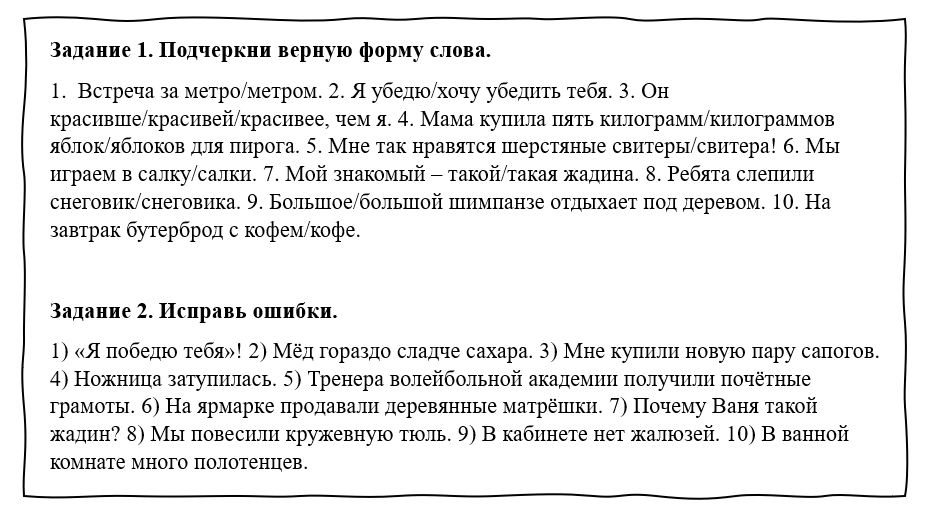 Задание 1. Подчеркни верную форму слова.
1.  Встреча за метро/метром. 2. Я убедю/хочу убедить тебя. 3. Он
красивше/красивей/красивее, чем я. 4. Мама купила пять килограмм/килограммов
яблок/яблоков для пирога. 5. Мне так нравятся шерстяные свитеры/свитера! 6. Мы
играем в салку/салки. 7. Мой знакомый – такой/такая жадина. 8. Ребята слепили
снеговик/снеговика. 9. Большое/большой шимпанзе отдыхает под деревом. 10. На
завтрак бутерброд с кофем/кофе.
Задание 2. Исправь ошибки.
1) «Я победю тебя»! 2) Мёд гораздо сладче сахара. 3) Мне купили новую пару сапогов.
4) Ножница затупилась. 5) Тренера волейбольной академии получили почётные
грамоты. 6) На ярмарке продавали деревянные матрёшки. 7) Почему Ваня такой
жадин? 8) Мы повесили кружевную тюль. 9) В кабинете нет жалюзей. 10) В ванной
комнате много полотенцев.